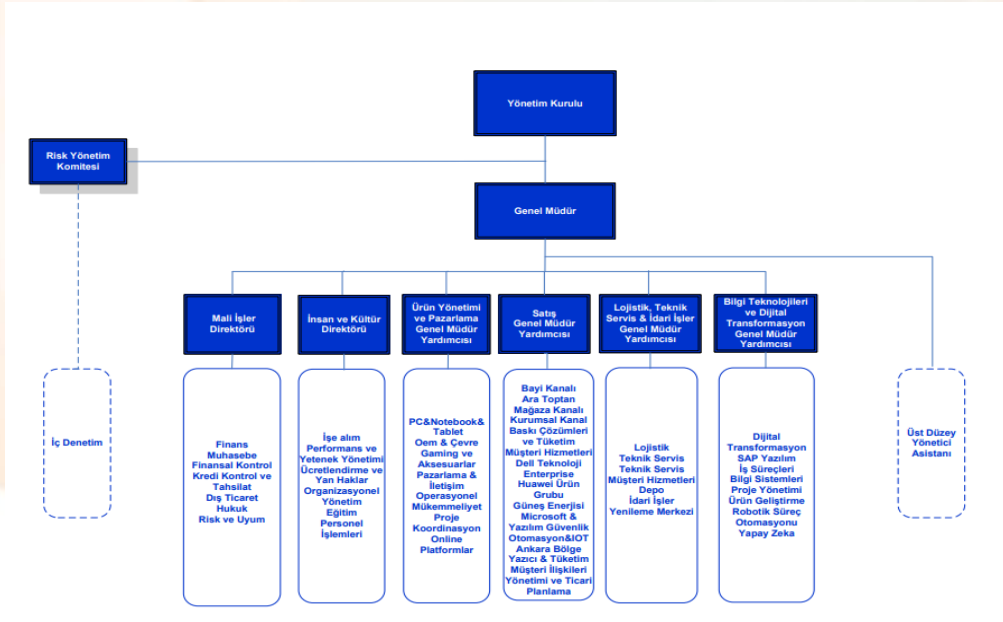 Yönetim Kurulu
Risk Yönetim
Komitesi
Genel Müdür
Mali İşler
Direktörü
İnsan ve Kültür
Direktörü
Ürün Yönetimi
ve Pazarlama
Genel Müdür
Yardımcısı
Satış
Genel Müdür
Yardımcısı
Lojistik, Teknik
Servis & İdari İşler
Genel Müdür
Yardımcısı
Bilgi Teknolojileri
ve Dijital
Transformasyon
Genel Müdür
Yardımcısı
İç Denetim
Finans
Muhasebe
Finansal Kontrol
Kredi Kontrol ve
Tahsilat
Dış Ticaret
Hukuk
Risk ve Uyum
İşe alım
Performans ve
Yetenek Yönetimi
Ücretlendirme ve
Yan Haklar
Organizasyonel
Yönetim
Eğitim
Personel
İşlemleri
PC&Notebook&
Tablet
Oem & Çevre
Gaming ve
Aksesuarlar
Pazarlama &
İletişim
Operasyonel
Mükemmeliyet
Proje
Koordinasyon
Online
Platformlar
Bayi Kanalı
Ara Toptan
Mağaza Kanalı
Kurumsal Kanal
Baskı Çözümleri
ve Tüketim
Müşteri Hizmetleri
Dell Teknoloji
Enterprise
Huawei Ürün
Grubu
Güneş Enerjisi
Microsoft &
Yazılım Güvenlik
Otomasyon&IOT
Ankara Bölge
Yazıcı & Tüketim
Müşteri İlişkileri
Yönetimi ve Ticari
Planlama
Lojistik
Teknik Servis
Teknik Servis
Müşteri Hizmetleri
Depo
İdari İşler
Yenileme Merkezi
Dijital
Transformasyon
SAP Yazılım
İş Süreçleri
Bilgi Sistemleri
Proje Yönetimi
Ürün Geliştirme
Robotik Süreç
Otomasyonu
Yapay Zeka
Üst Düzey
Yönetici
Asistanı